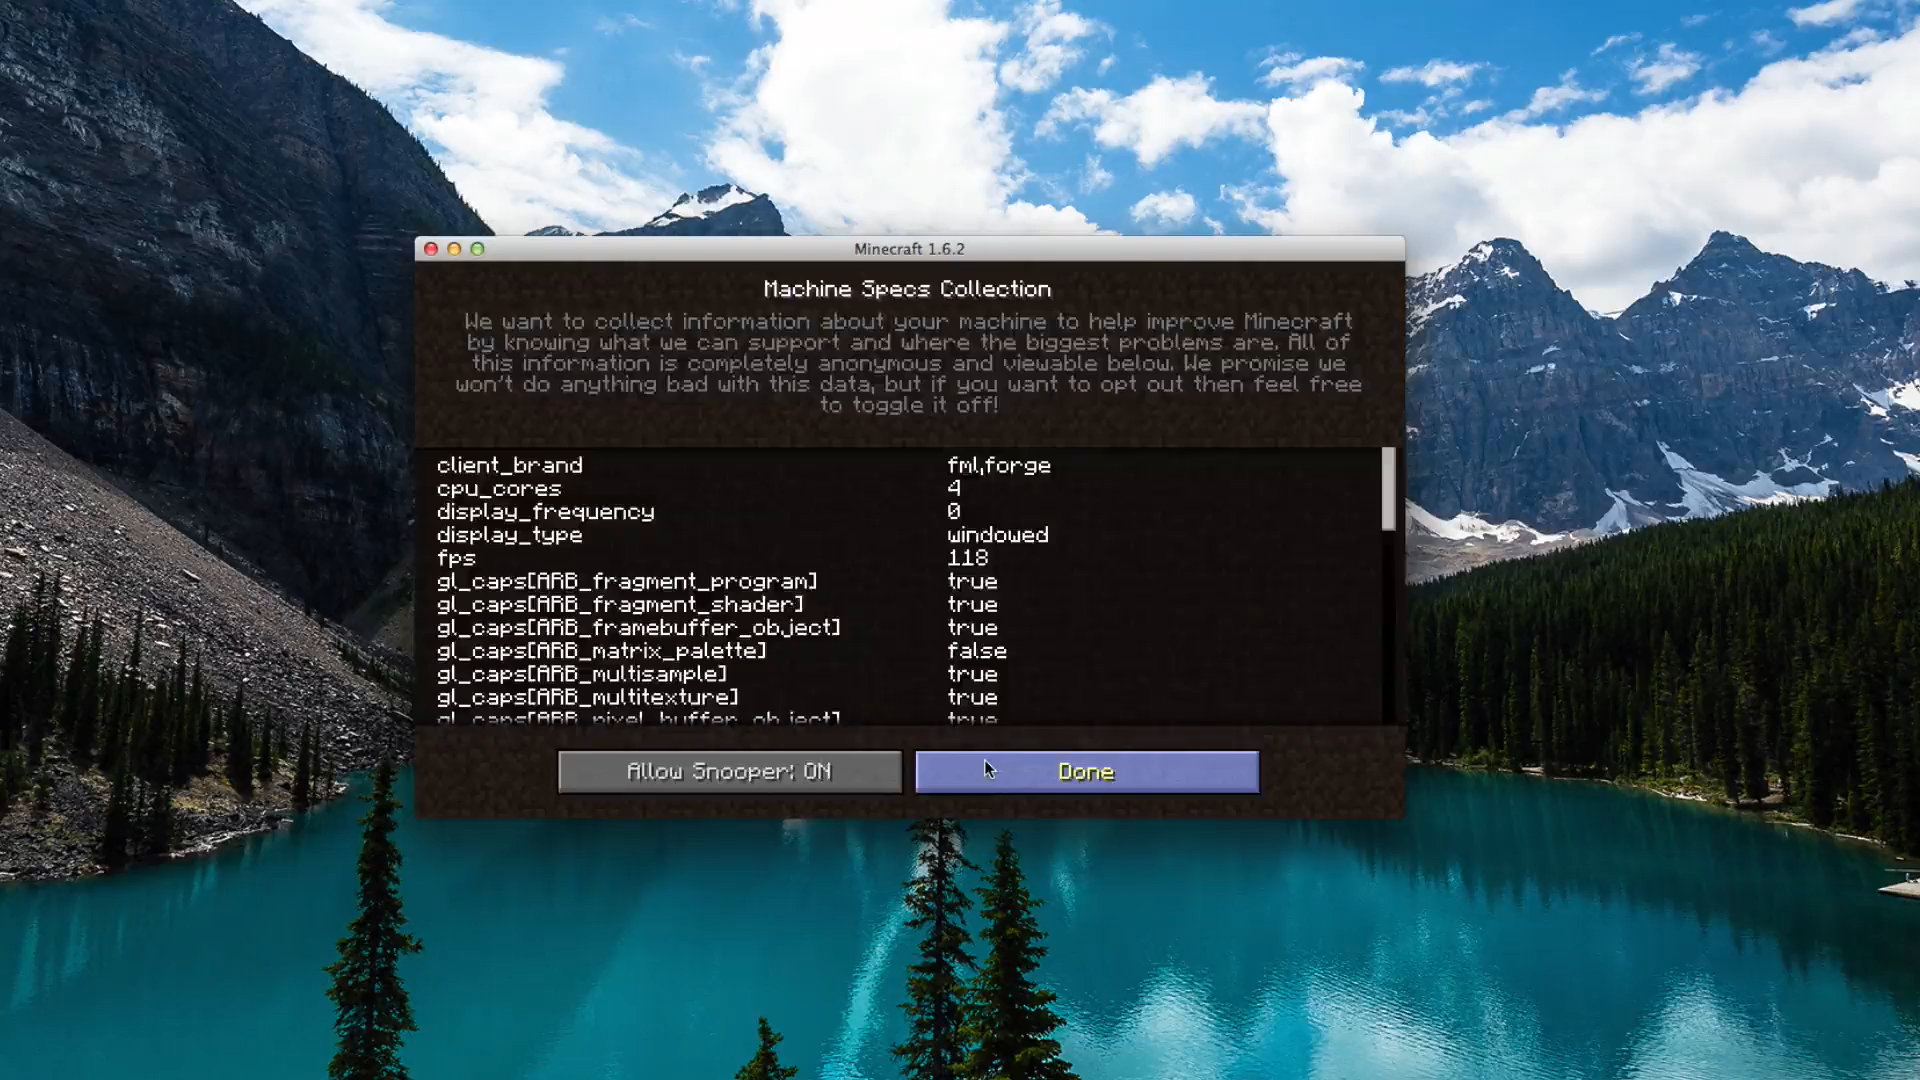 Minecraft 1.6.2
Machine Specs Collection
We want to collect information about your machine to help improve Minecraft
by knowing what we can support and where the biggest problems are. All of
this information is completely anonymous and viewable below. We promise we
won't do anything bad with this data, but if you want to opt out then feel free
to toggle it off!
client_brand fml,forge
cpu_cores 4
display_frequency 0
display_type windowed
fps 118
gl_caps[ARB_fragment_program] true
gl_caps[ARB_fragment_shader] true
gl_caps[ARB_framebuffer_object] true
gl_caps[ARB_matrix_palette] false
gl_caps[ARB_multisample] true
gl_caps[ARB_multitexture] true
gl_caps[ARB_pixel_buffer_object] true
Allow Snooper: ON
Done